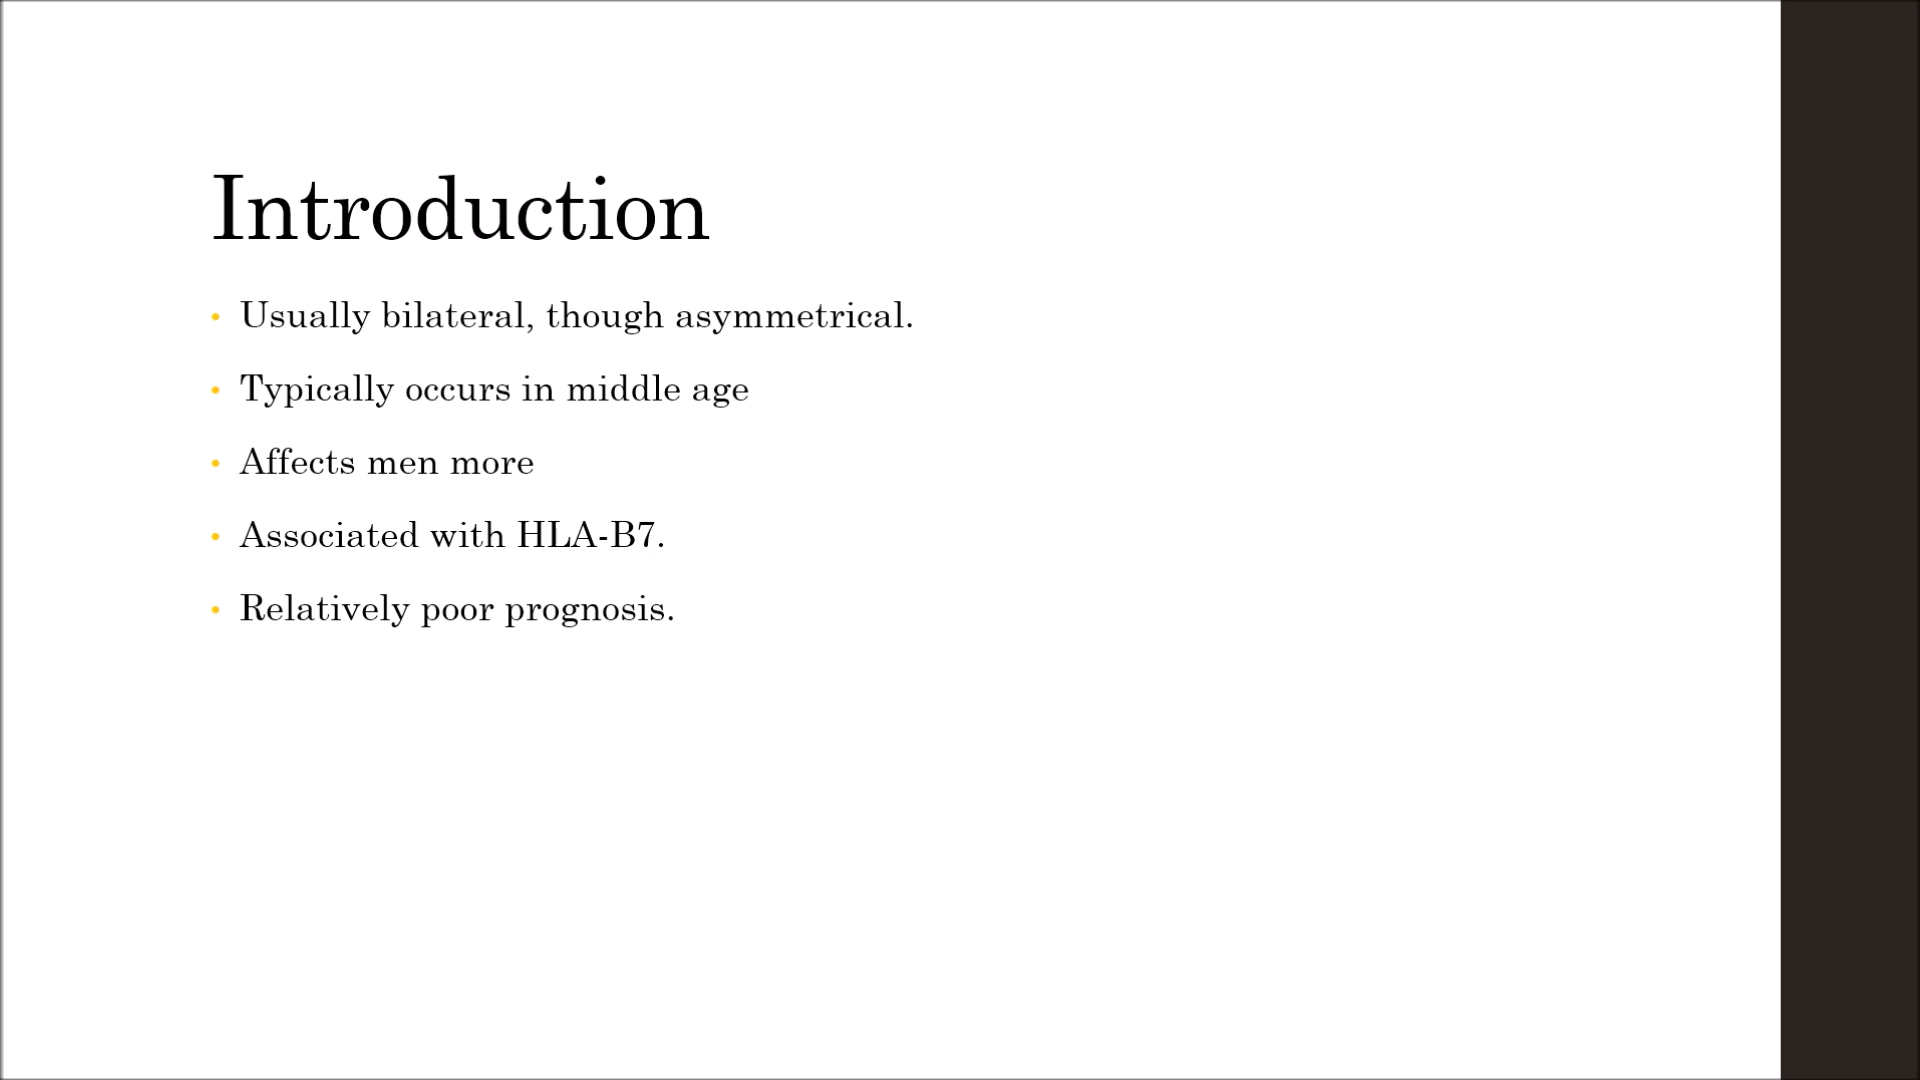 Introduction
• Usually bilateral, though asymmetrical.
• Typically occurs in middle age
• Affects men more
• Associated with HLA-B7.
• Relatively poor prognosis.